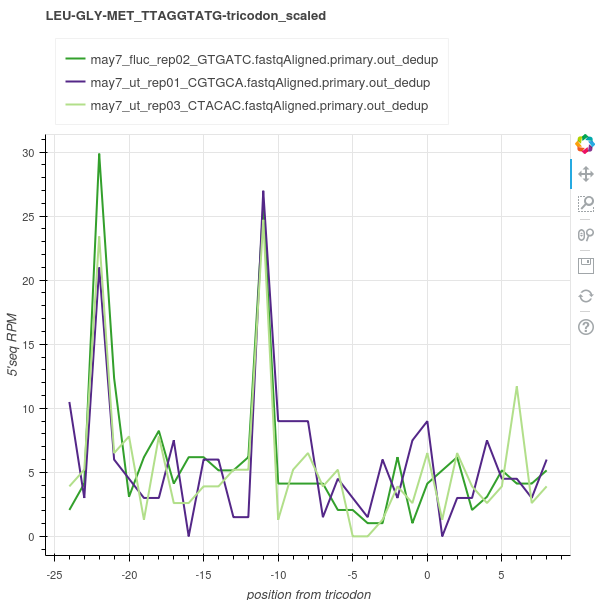 LEU-GLY-MET_TTAGGTATG-tricodon_scaled
may7_fluc_rep02_GTGATC.fastqAligned.primary.out_dedup
may7_ut_rep01_CGTGCA.fastqAligned.primary.out_dedup
may7_ut_rep03_CTACAC.fastqAligned.primary.out_dedup
30
25
20
15
10
5
0
5'seq RPM
-25 -20 -15 -10 -5 0 5
position from tricodon